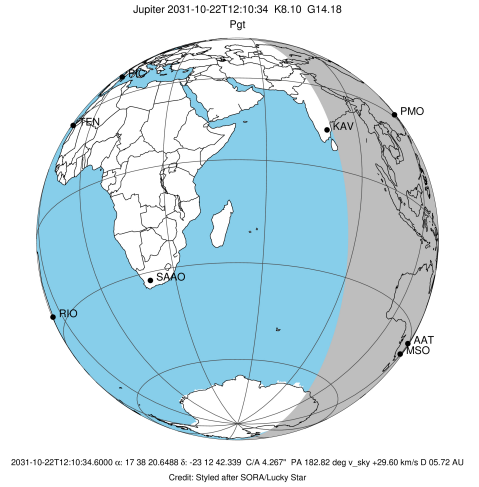 Jupiter 2031-10-22T12:10:34 K8.10 G14.18
Pgt
PIC
TEN
PMO
KAV
SAAO
RIO
AAT
MSO
2031-10-22T12:10:34.6000 α: 17 38 20.6488 δ: -23 12 42.339 C/A 4.267" PA 182.82 deg v_sky +29.60 km/s D 05.72 AU
Credit: Styled after SORA/Lucky Star